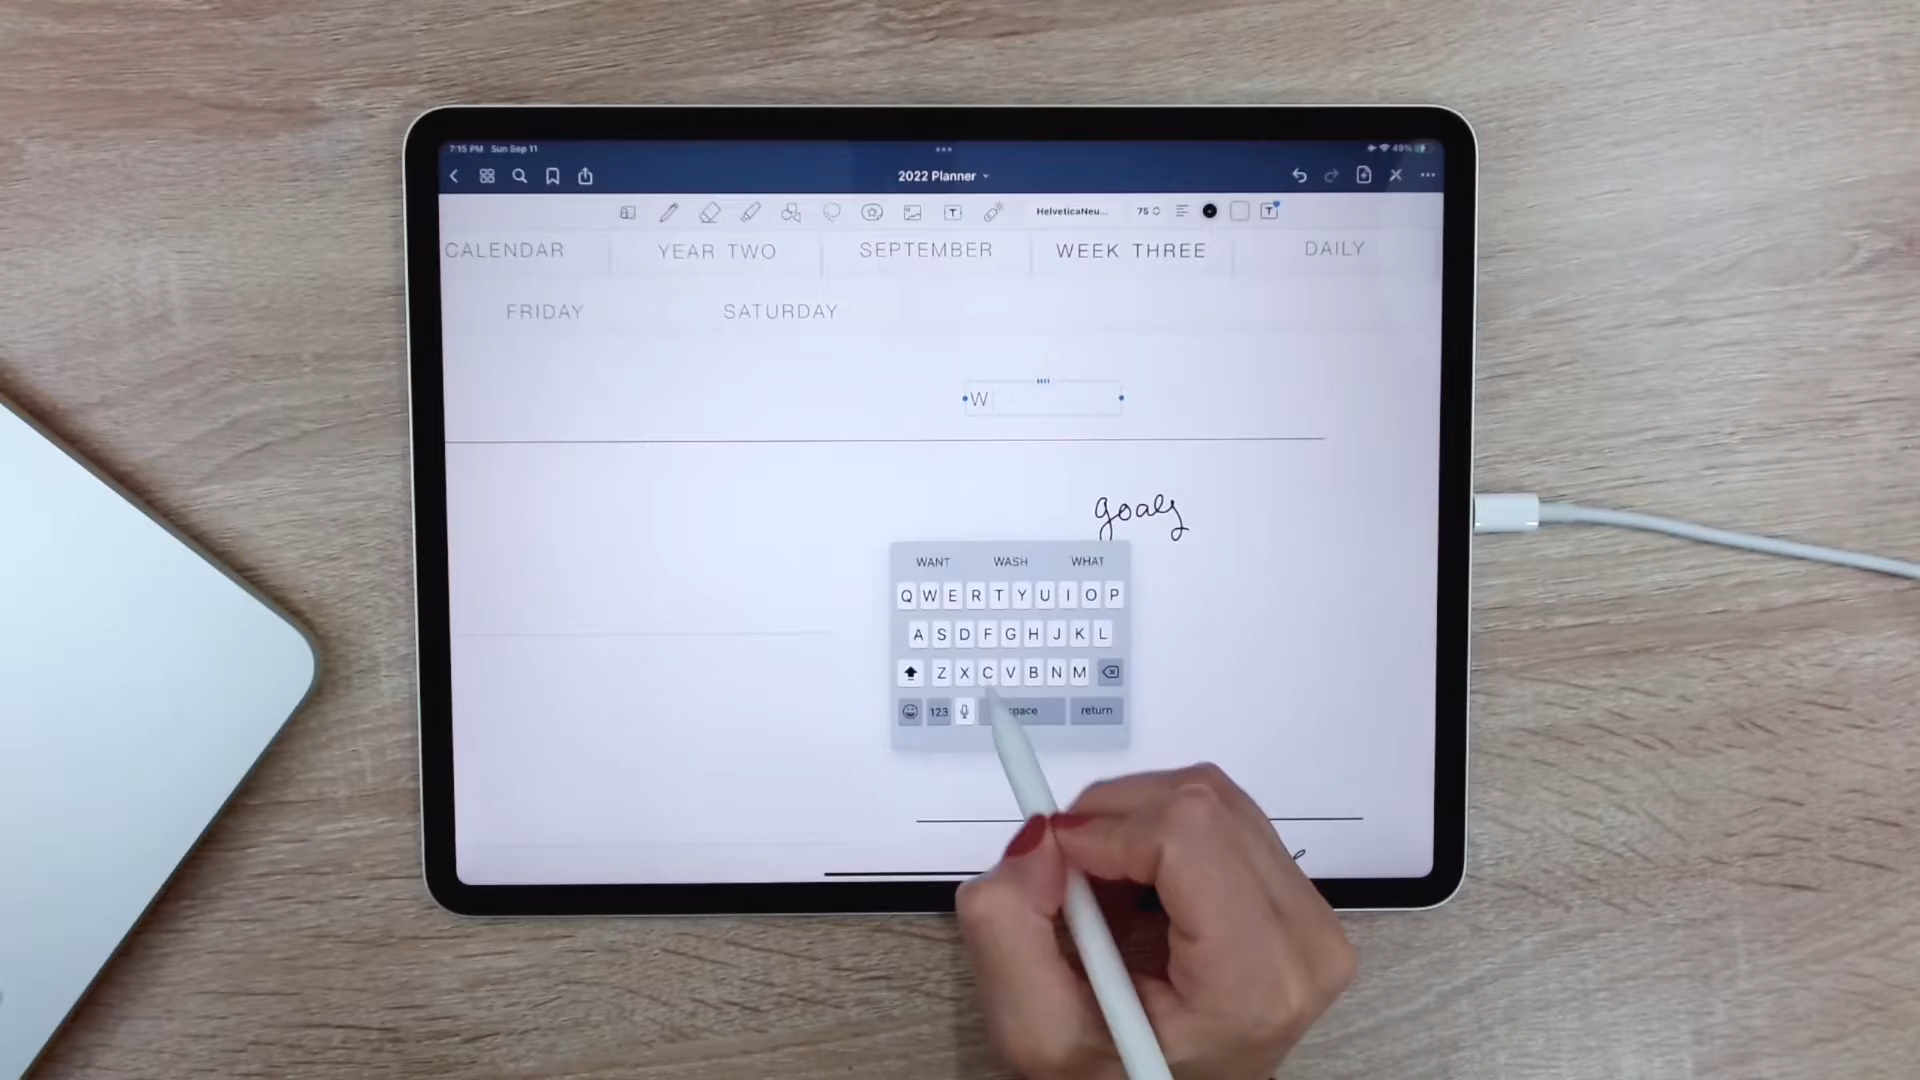 7:15 PM Sun Sep 11
49%
2022 Planner
HelveticaNeu... 75
CALENDAR YEAR TWO SEPTEMBER WEEK THREE DAILY
FRIDAY SATURDAY
W
goals
WANT WASH WHAT
Q W E R T Y U I O P
A S D F G H J K L
Z X C V B N M
123 space return